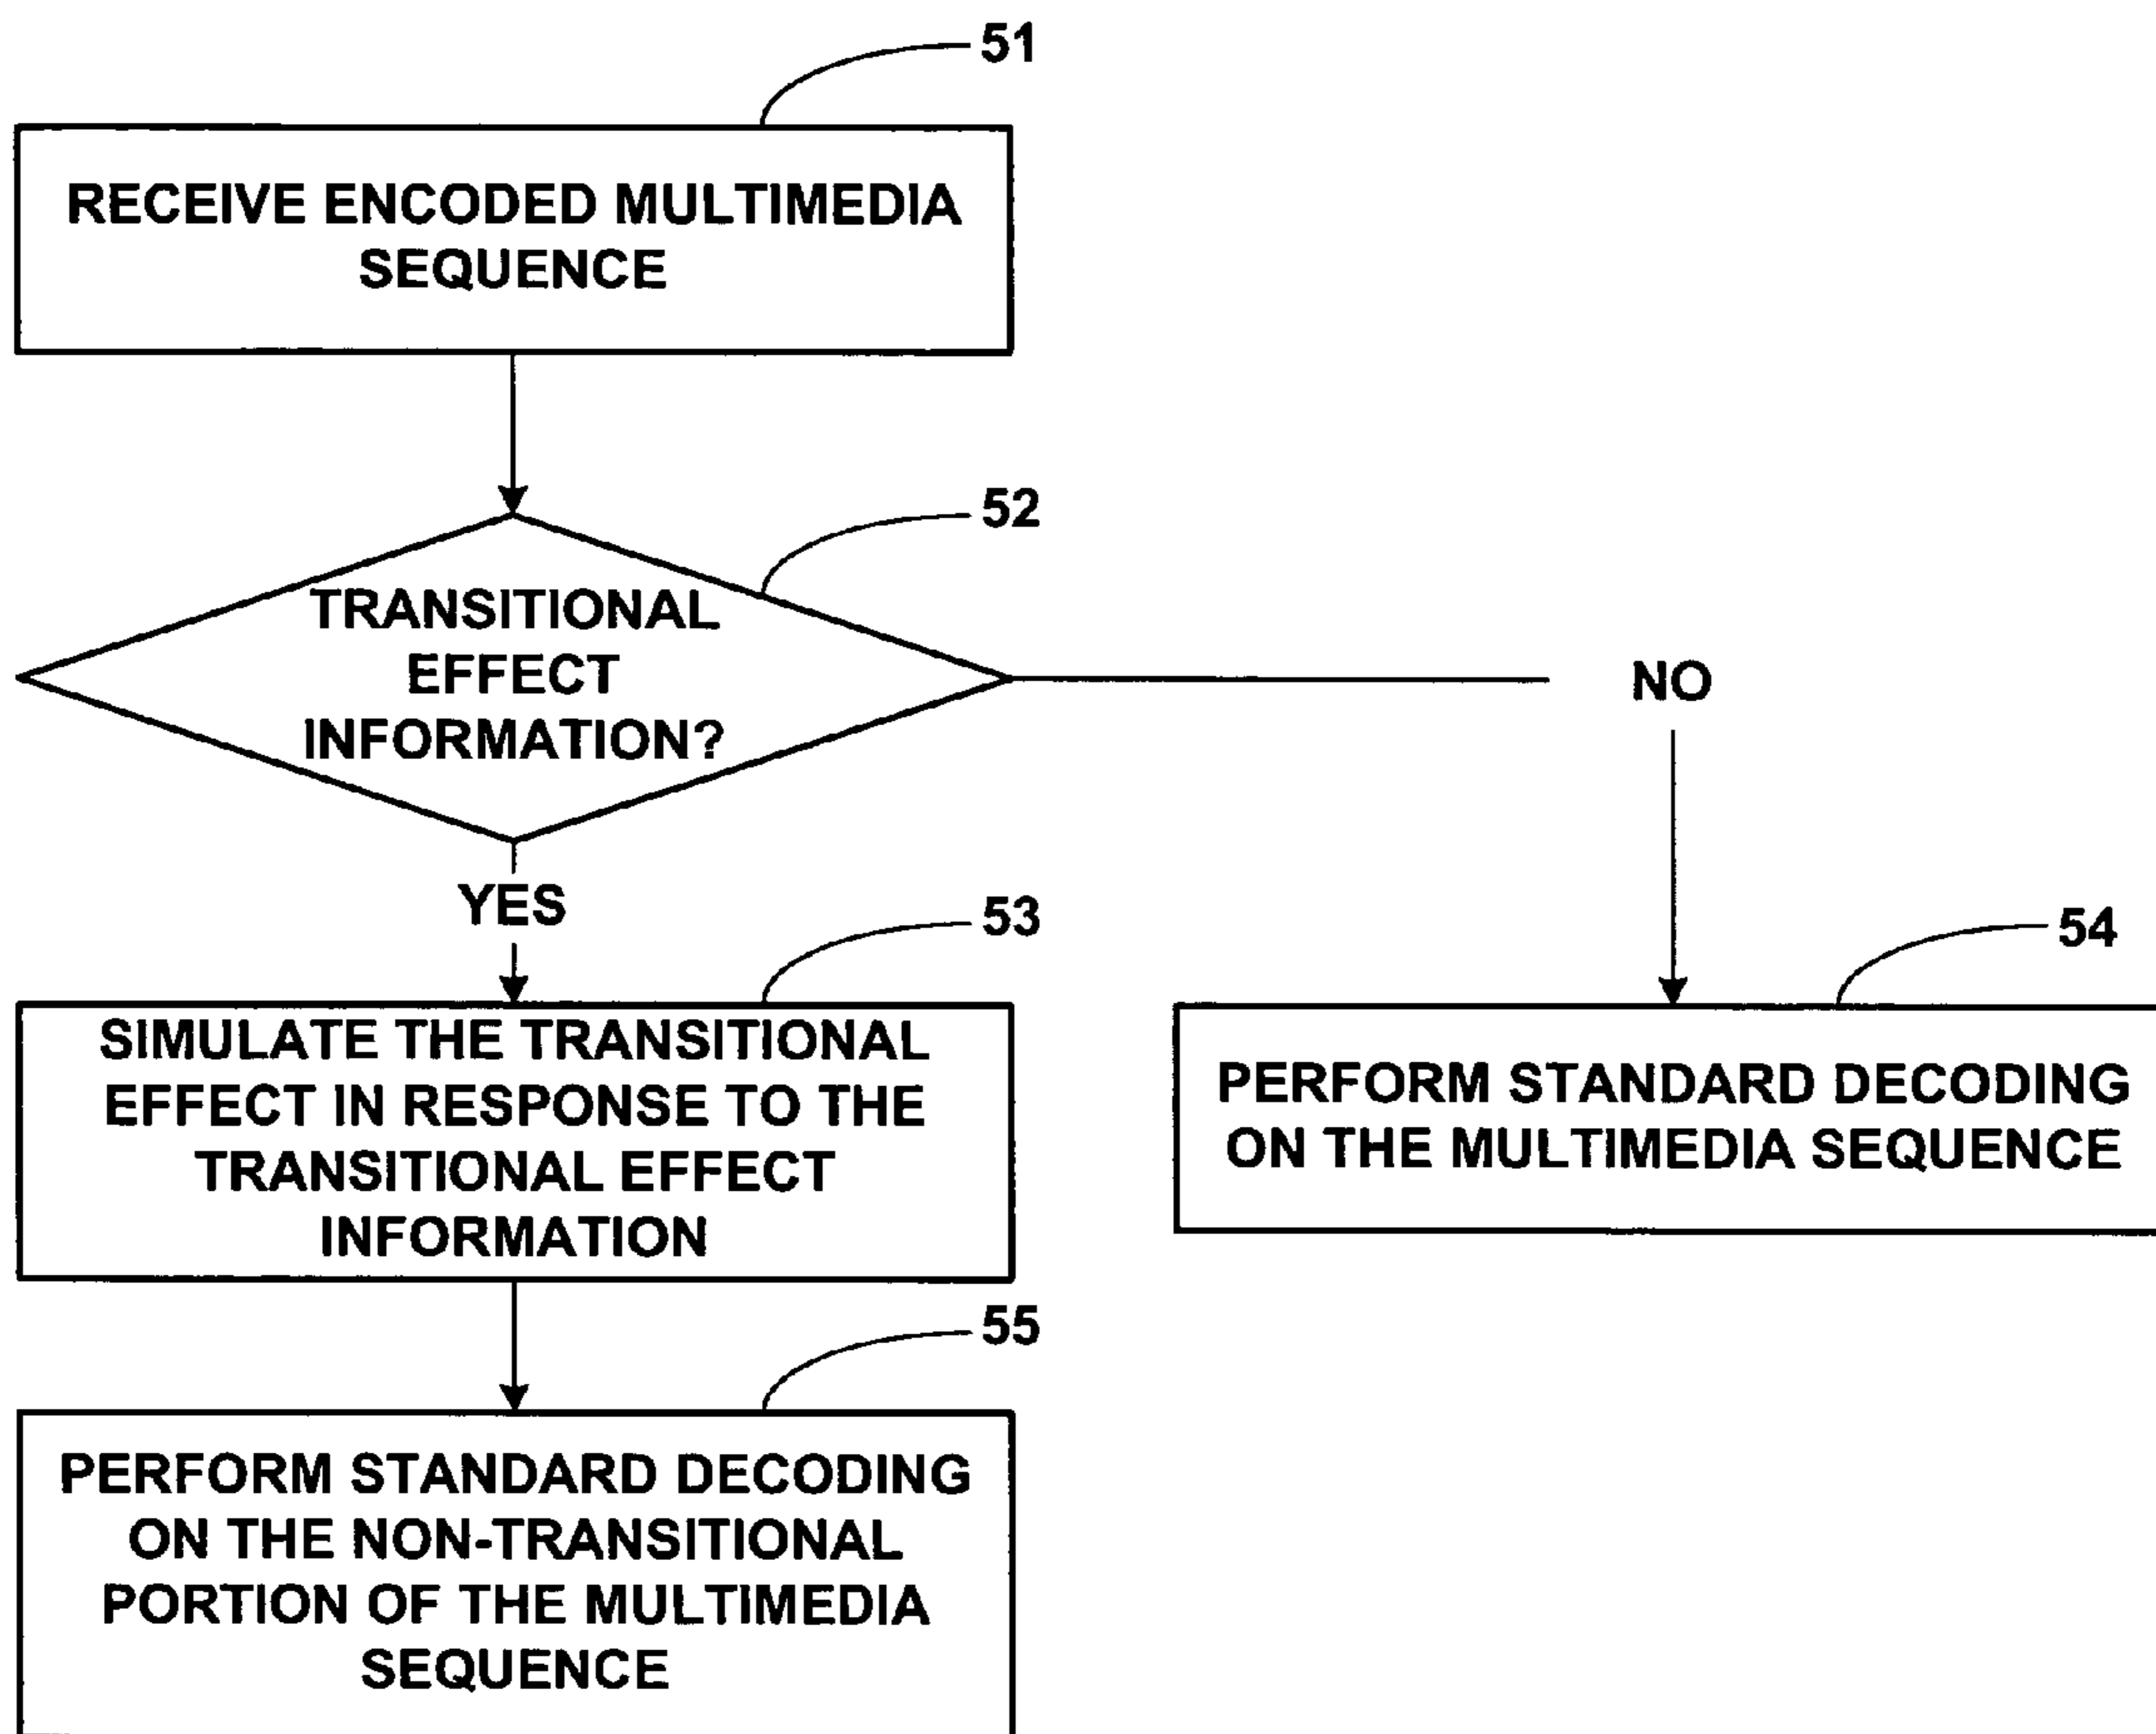 51
RECEIVE ENCODED MULTIMEDIA
SEQUENCE
52
TRANSITIONAL
EFFECT
INFORMATION?
NO
YES
53
SIMULATE THE TRANSITIONAL
EFFECT IN RESPONSE TO THE
TRANSITIONAL EFFECT
INFORMATION
54
PERFORM STANDARD DECODING
ON THE MULTIMEDIA SEQUENCE
55
PERFORM STANDARD DECODING
ON THE NON-TRANSITIONAL
PORTION OF THE MULTIMEDIA
SEQUENCE